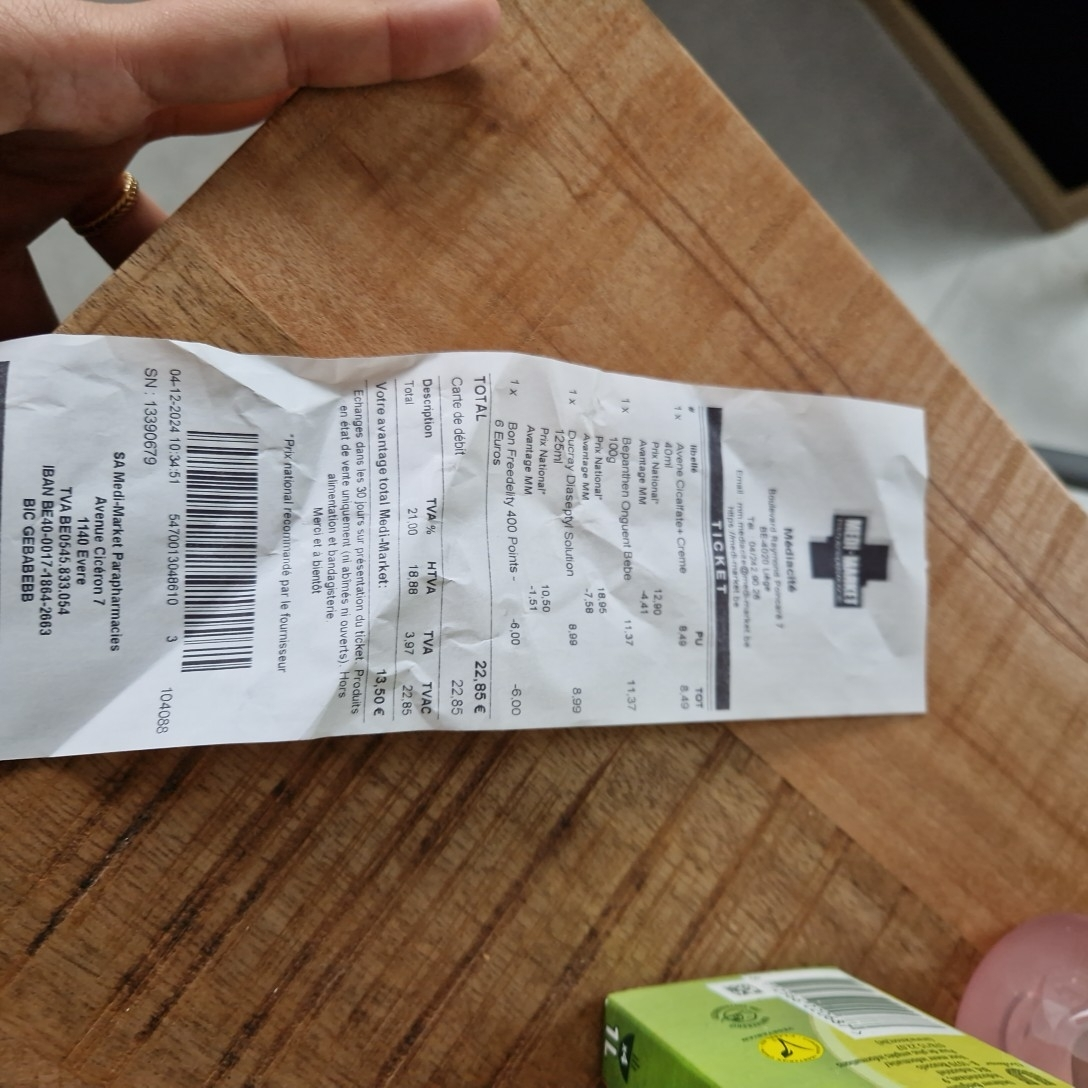 MEDI-MARKET
Médiacité
Boulevard Raymond Poincaré 7
BE-4020 Liège
Tél
Email
https://medi-market.be
TICKET
# libellé PU TOT
1 x Avene Cicalfate+ Creme 8,49 8,49
40ml
Prix National* 12,90
Avantage MM -4,41
1 x Bepanthen Onguent Bebe 11,37 11,37
100g
Prix National* 18,95
Avantage MM -7,58
1 x Ducray Diaseptyl Solution 8,99 8,99
125ml
Prix National* 10,50
Avantage MM -1,51
1 x Bon Freedelity 400 Points - -6,00 -6,00
6 Euros
TOTAL 22,85 €
Carte de débit 22,85
Description TVA % HTVA TVA TVAC
Total 21.00 18,88 3,97 22,85
Votre avantage total Medi-Market: 13,50 €
Echanges dans les 30 jours sur présentation du ticket. Produits
en état de vente uniquement (ni abîmés ni ouverts). Hors
alimentation et bandagisterie.
Merci et à bientôt
*Prix national recommandé par le fournisseur
04-12-2024 10:34:51 5470013048610 3 104088
SN : 13390679
SA Medi-Market Parapharmacies
Avenue Cicéron 7
1140 Evere
TVA BE0545.833.054
IBAN BE40-0017-1864-2663
BIC GEBABEBB